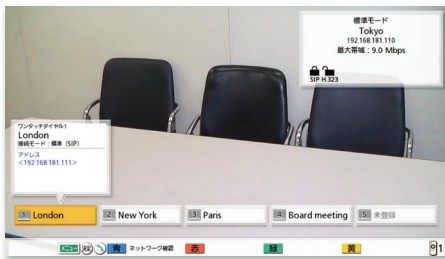 標準モード
Tokyo
192.168.181.110
最大帯域：9.0 Mbps
SIP H.323
ワンタッチダイヤル1
London
接続モード：標準（SIP）
アドレス
<192.168.181.111>
1 London
2 New York
3 Paris
4 Board meeting
5 未登録
メニュー 決定 青 ネットワーク確認 赤 緑 黄 1